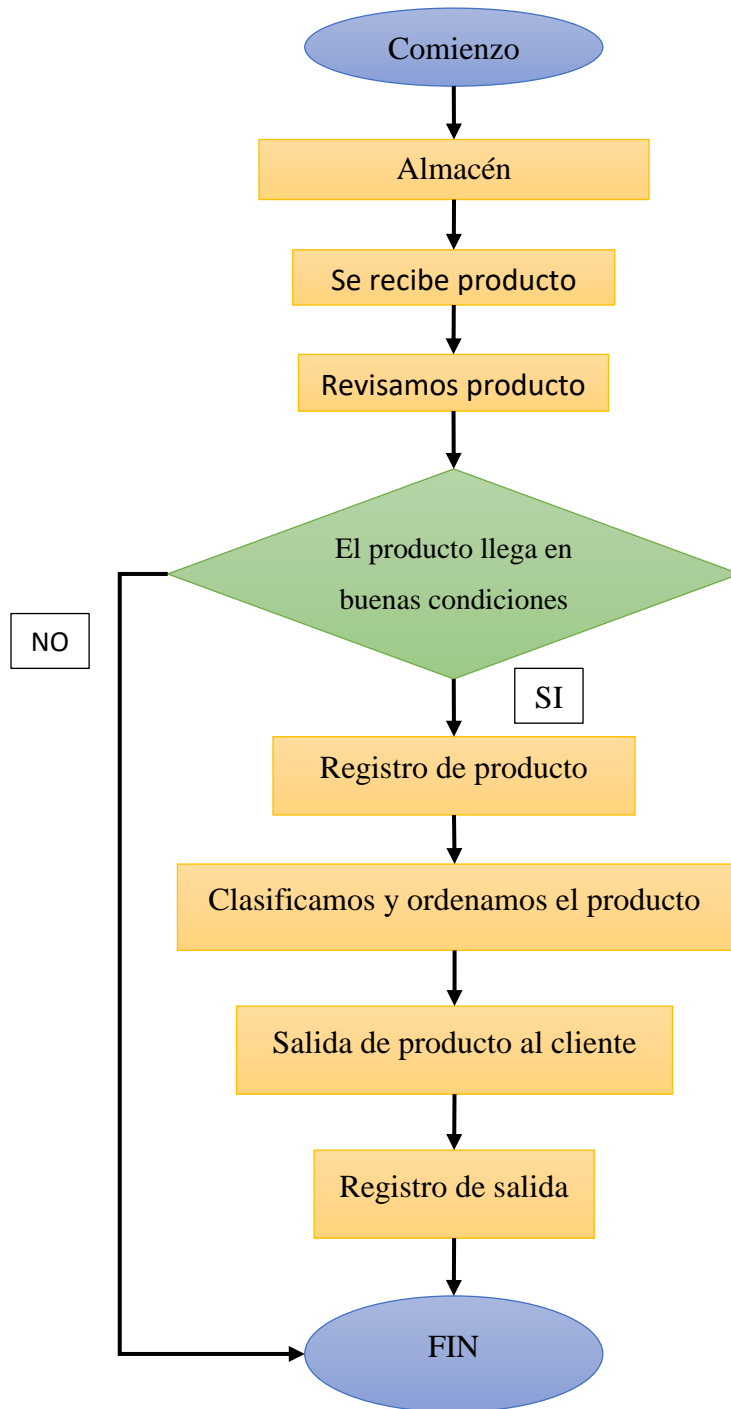 Comienzo
Almacén
Se recibe producto
Revisamos producto
El producto llega en
buenas condiciones
NO
SI
Registro de producto
Clasificamos y ordenamos el producto
Salida de producto al cliente
Registro de salida
FIN